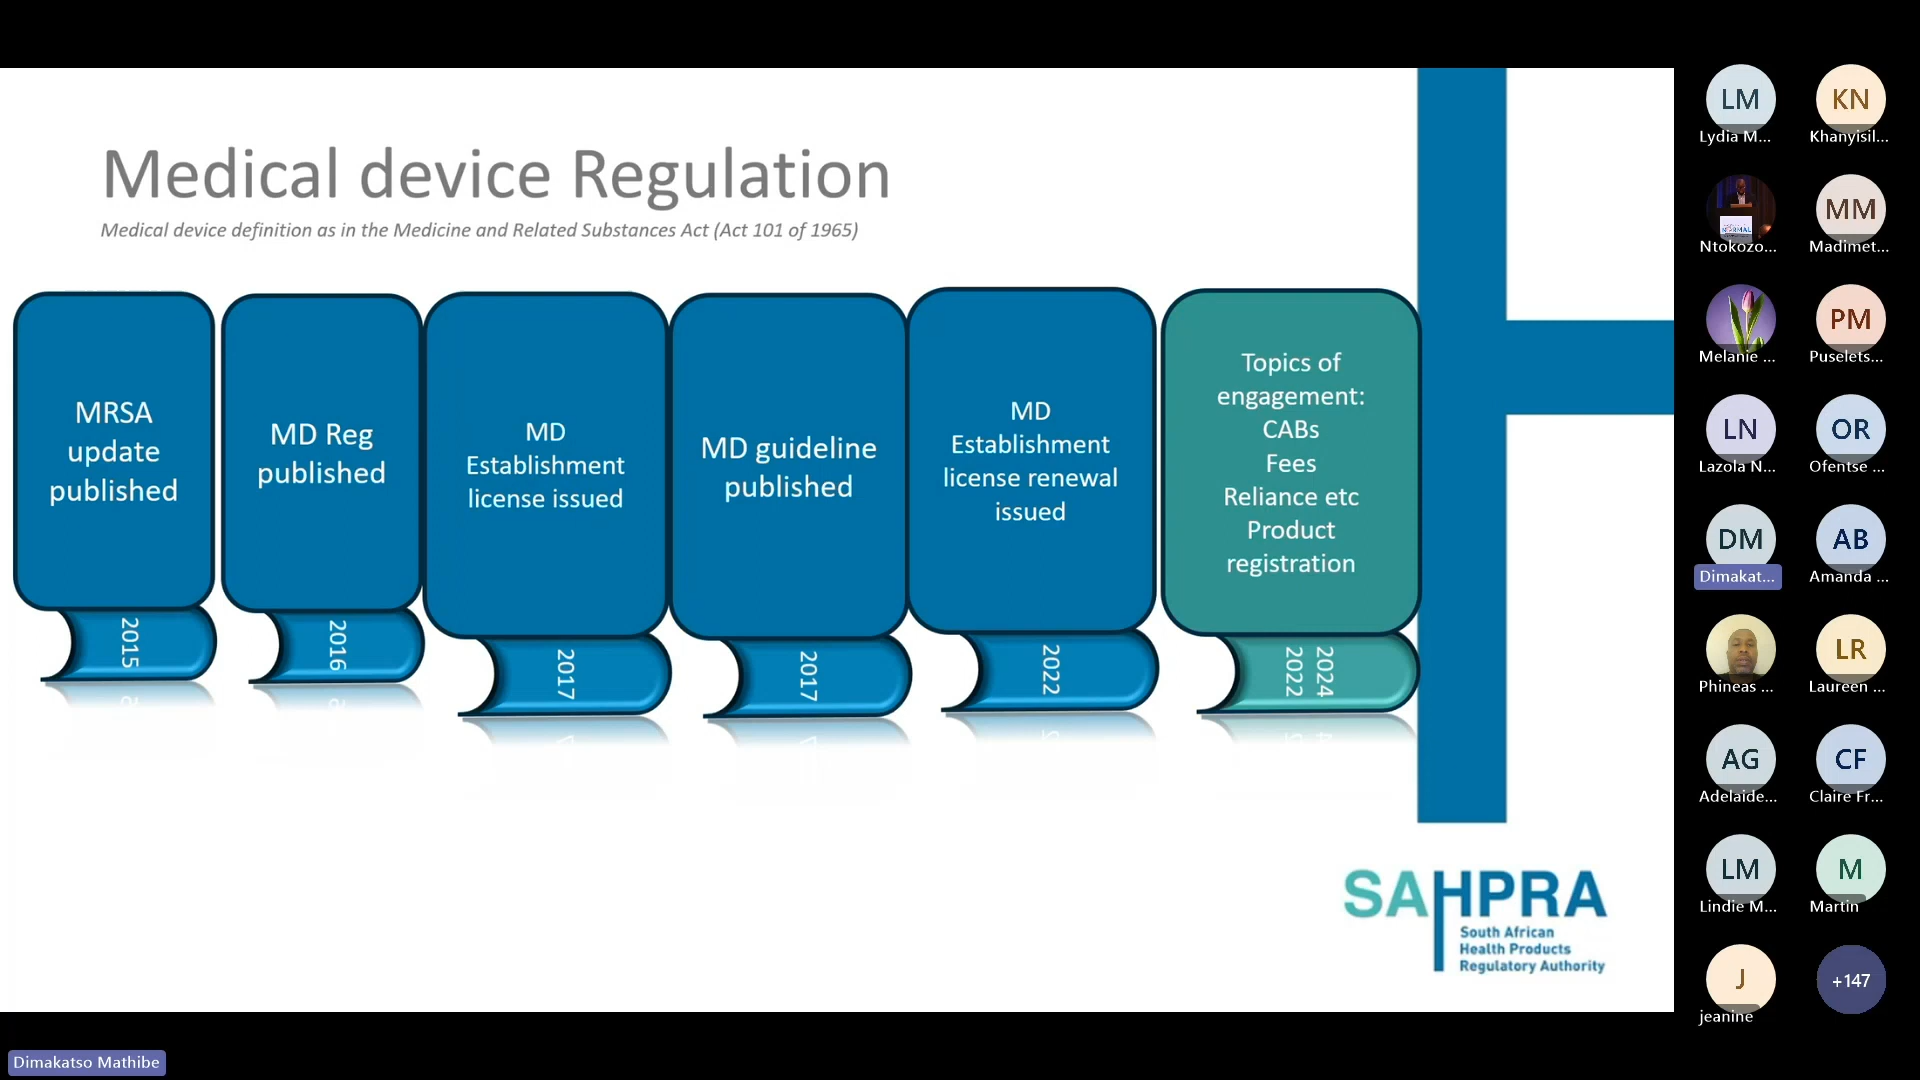 Medical device Regulation
Medical device definition as in the Medicine and Related Substances Act (Act 101 of 1965)
MRSA
update
published
2015
MD Reg
published
2016
MD
Establishment
license issued
2017
MD guideline
published
2017
MD
Establishment
license renewal
issued
2022
Topics of
engagement:
CABs
Fees
Reliance etc
Product
registration
2024
2022
SAHPRA
South African
Health Products
Regulatory Authority
LM
Lydia M...
KN
Khanyisil...
Ntokozo...
MM
Madimet...
Melanie ...
PM
Puselets...
LN
Lazola N...
OR
Ofentse ...
DM
Dimakat...
AB
Amanda ...
Phineas ...
LR
Laureen ...
AG
Adelaide...
CF
Claire Fr...
LM
Lindie M...
M
Martin
J
jeanine
+147
Dimakatso Mathibe